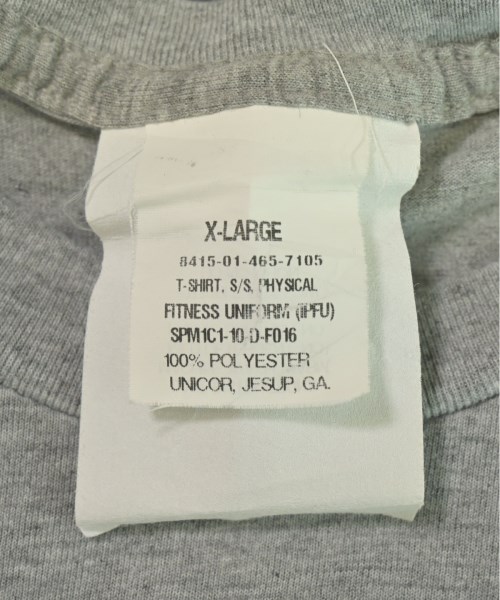 X-LARGE
8415-01-465-7105
T-SHIRT, S/S, PHYSICAL
FITNESS UNIFORM (IPFU)
SPM1C1-10-D-F016
100% POLYESTER
UNICOR, JESUP, GA.